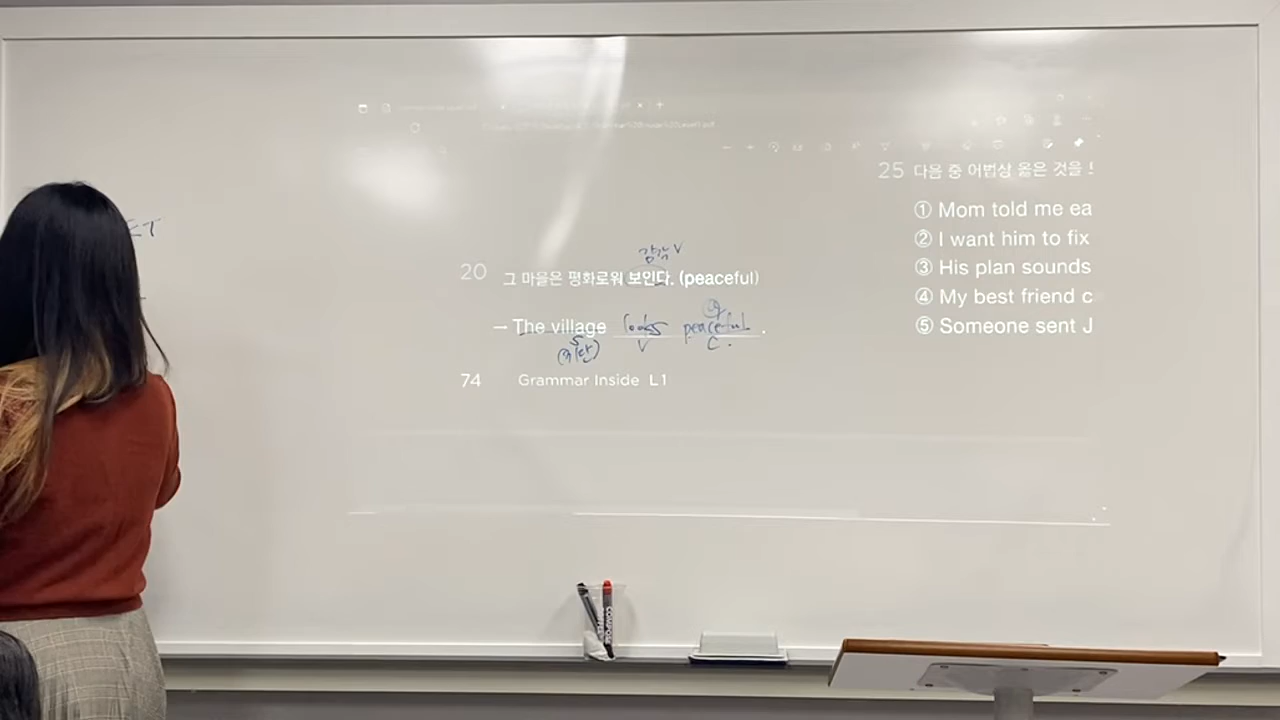 20 그 마을은 평화로워 보인다. (peaceful)
감각V
→ The village looks peaceful .
S V C.
74 Grammar Inside L1
25 다음 중 어법상 옳은 것을
① Mom told me ea
② I want him to fix
③ His plan sounds
④ My best friend c
⑤ Someone sent J